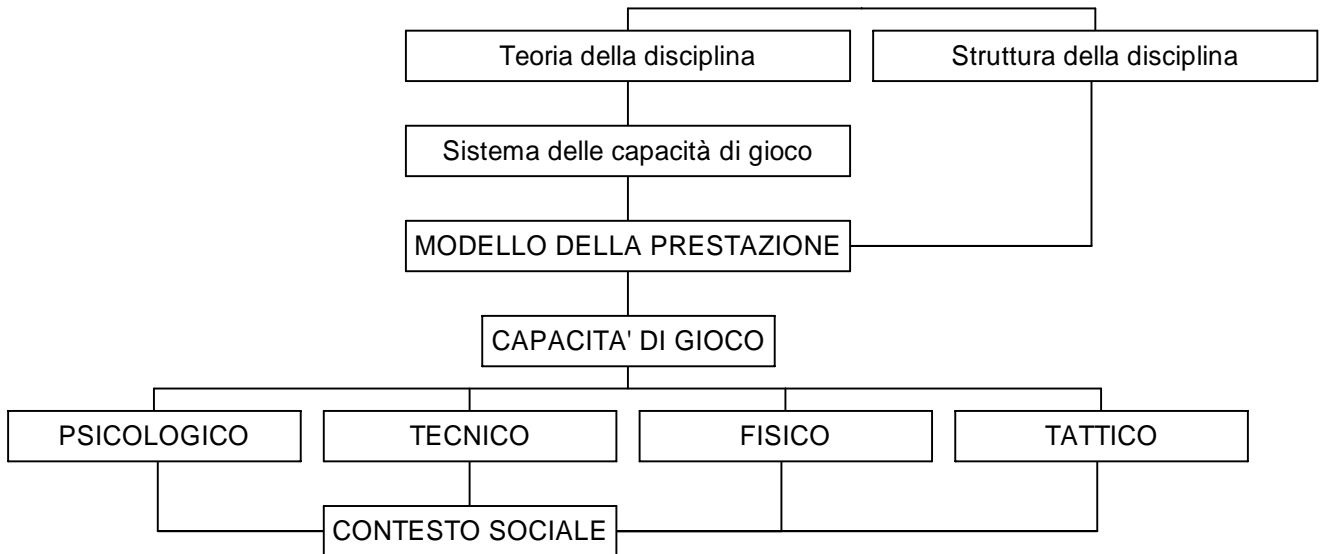 Teoria della disciplina
Struttura della disciplina
Sistema delle capacità di gioco
MODELLO DELLA PRESTAZIONE
CAPACITA' DI GIOCO
PSICOLOGICO
TECNICO
FISICO
TATTICO
CONTESTO SOCIALE